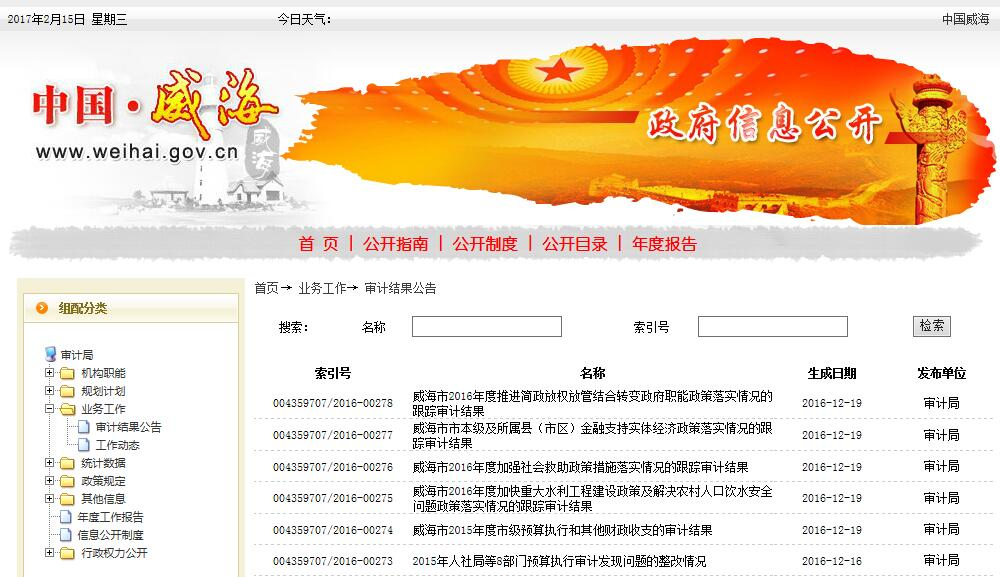 2017年2月15日 星期三
今日天气：
中国威海
中国·威海
威海
www.weihai.gov.cn
政府信息公开
首 页 | 公开指南 | 公开制度 | 公开目录 | 年度报告
组配分类
审计局
机构职能
规划计划
业务工作
审计结果公告
工作动态
统计数据
政策规定
其他信息
年度工作报告
信息公开制度
行政权力公开
首页→ 业务工作→ 审计结果公告
搜索： 名称 索引号 检索
索引号 名称 生成日期 发布单位
004359707/2016-00278 威海市2016年度推进简政放权放管结合转变政府职能政策落实情况的 2016-12-19 审计局
跟踪审计结果
004359707/2016-00277 威海市市本级及所属县（市区）金融支持实体经济政策落实情况的跟 2016-12-19 审计局
踪审计结果
004359707/2016-00276 威海市2016年度加强社会救助政策措施落实情况的跟踪审计结果 2016-12-19 审计局
004359707/2016-00275 威海市2016年度加快重大水利工程建设政策及解决农村人口饮水安全 2016-12-19 审计局
问题政策落实情况的跟踪审计结果
004359707/2016-00274 威海市2015年度市级预算执行和其他财政收支的审计结果 2016-12-19 审计局
004359707/2016-00273 2015年人社局等8部门预算执行审计发现问题的整改情况 2016-12-16 审计局